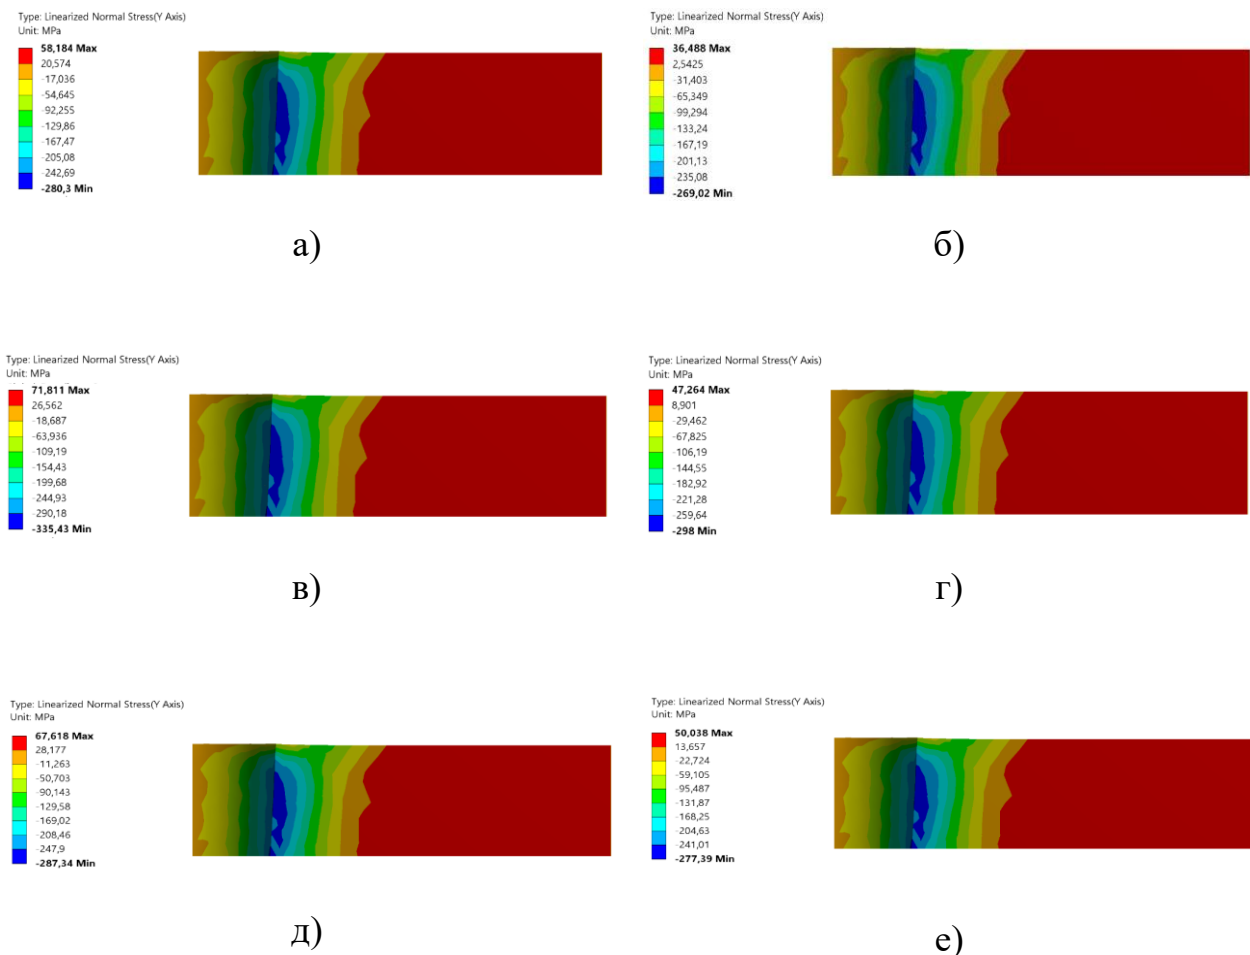 Type: Linearized Normal Stress(Y Axis)
Unit: MPa
58,184 Max
20,574
-17,036
-54,645
-92,255
-129,86
-167,47
-205,08
-242,69
-280,3 Min
а)
Type: Linearized Normal Stress(Y Axis)
Unit: MPa
36,488 Max
2,5425
-31,403
-65,349
-99,294
-133,24
-167,19
-201,13
-235,08
-269,02 Min
б)
Type: Linearized Normal Stress(Y Axis)
Unit: MPa
71,811 Max
26,562
-18,687
-63,936
-109,19
-154,43
-199,68
-244,93
-290,18
-335,43 Min
в)
Type: Linearized Normal Stress(Y Axis)
Unit: MPa
47,264 Max
8,901
-29,462
-67,825
-106,19
-144,55
-182,92
-221,28
-259,64
-298 Min
г)
Type: Linearized Normal Stress(Y Axis)
Unit: MPa
67,618 Max
28,177
-11,263
-50,703
-90,143
-129,58
-169,02
-208,46
-247,9
-287,34 Min
д)
Type: Linearized Normal Stress(Y Axis)
Unit: MPa
50,038 Max
13,657
-22,724
-59,105
-95,487
-131,87
-168,25
-204,63
-241,01
-277,39 Min
е)